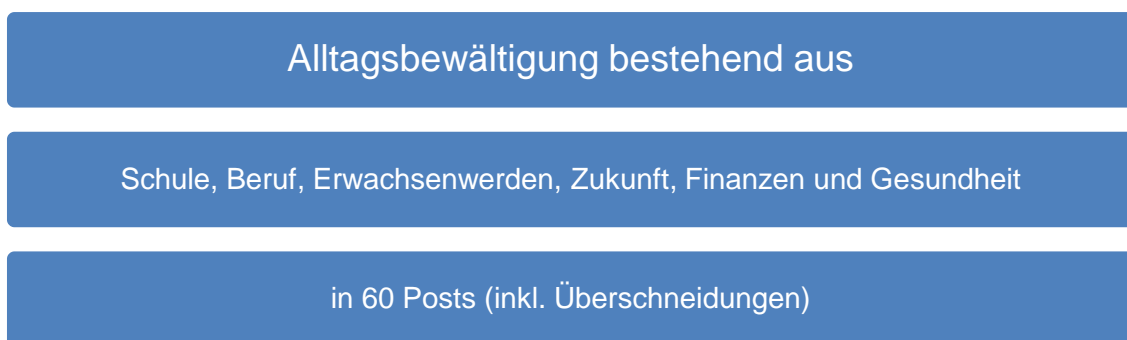 Alltagsbewältigung bestehend aus
Schule, Beruf, Erwachsenwerden, Zukunft, Finanzen und Gesundheit
in 60 Posts (inkl. Überschneidungen)